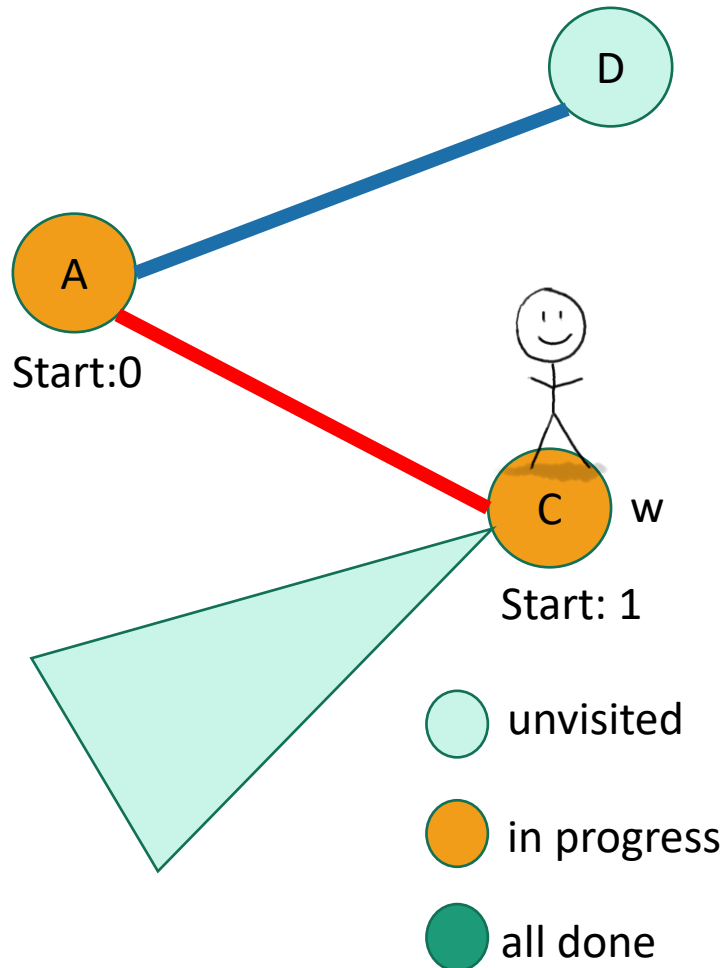 D
A
Start:0
C
w
Start: 1
unvisited
in progress
all done